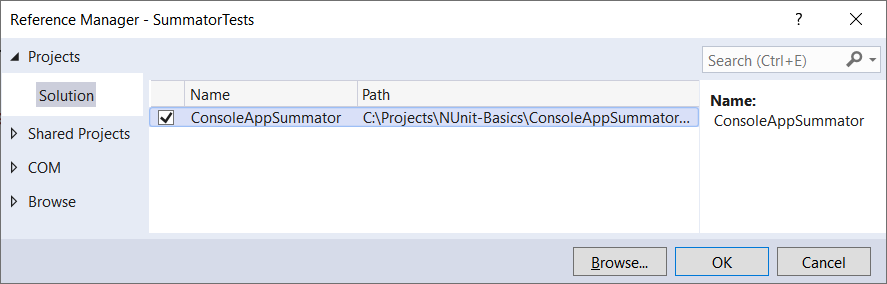 Reference Manager - SummatorTests
?
Projects
Search (Ctrl+E)
Solution
Name
Path
Name:
ConsoleAppSummator
C:\Projects\NUnit-Basics\ConsoleAppSummator...
ConsoleAppSummator
Shared Projects
COM
Browse
Browse...
OK
Cancel